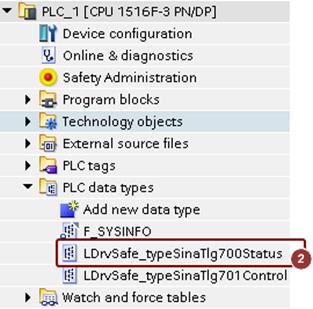 PLC_1 [CPU 1516F-3 PN/DP]
Device configuration
Online & diagnostics
Safety Administration
Program blocks
Technology objects
External source files
PLC tags
PLC data types
Add new data type
F_SYSINFO
LDrvSafe_typeSinaTlg700Status
2
LDrvSafe_typeSinaTlg701Control
Watch and force tables